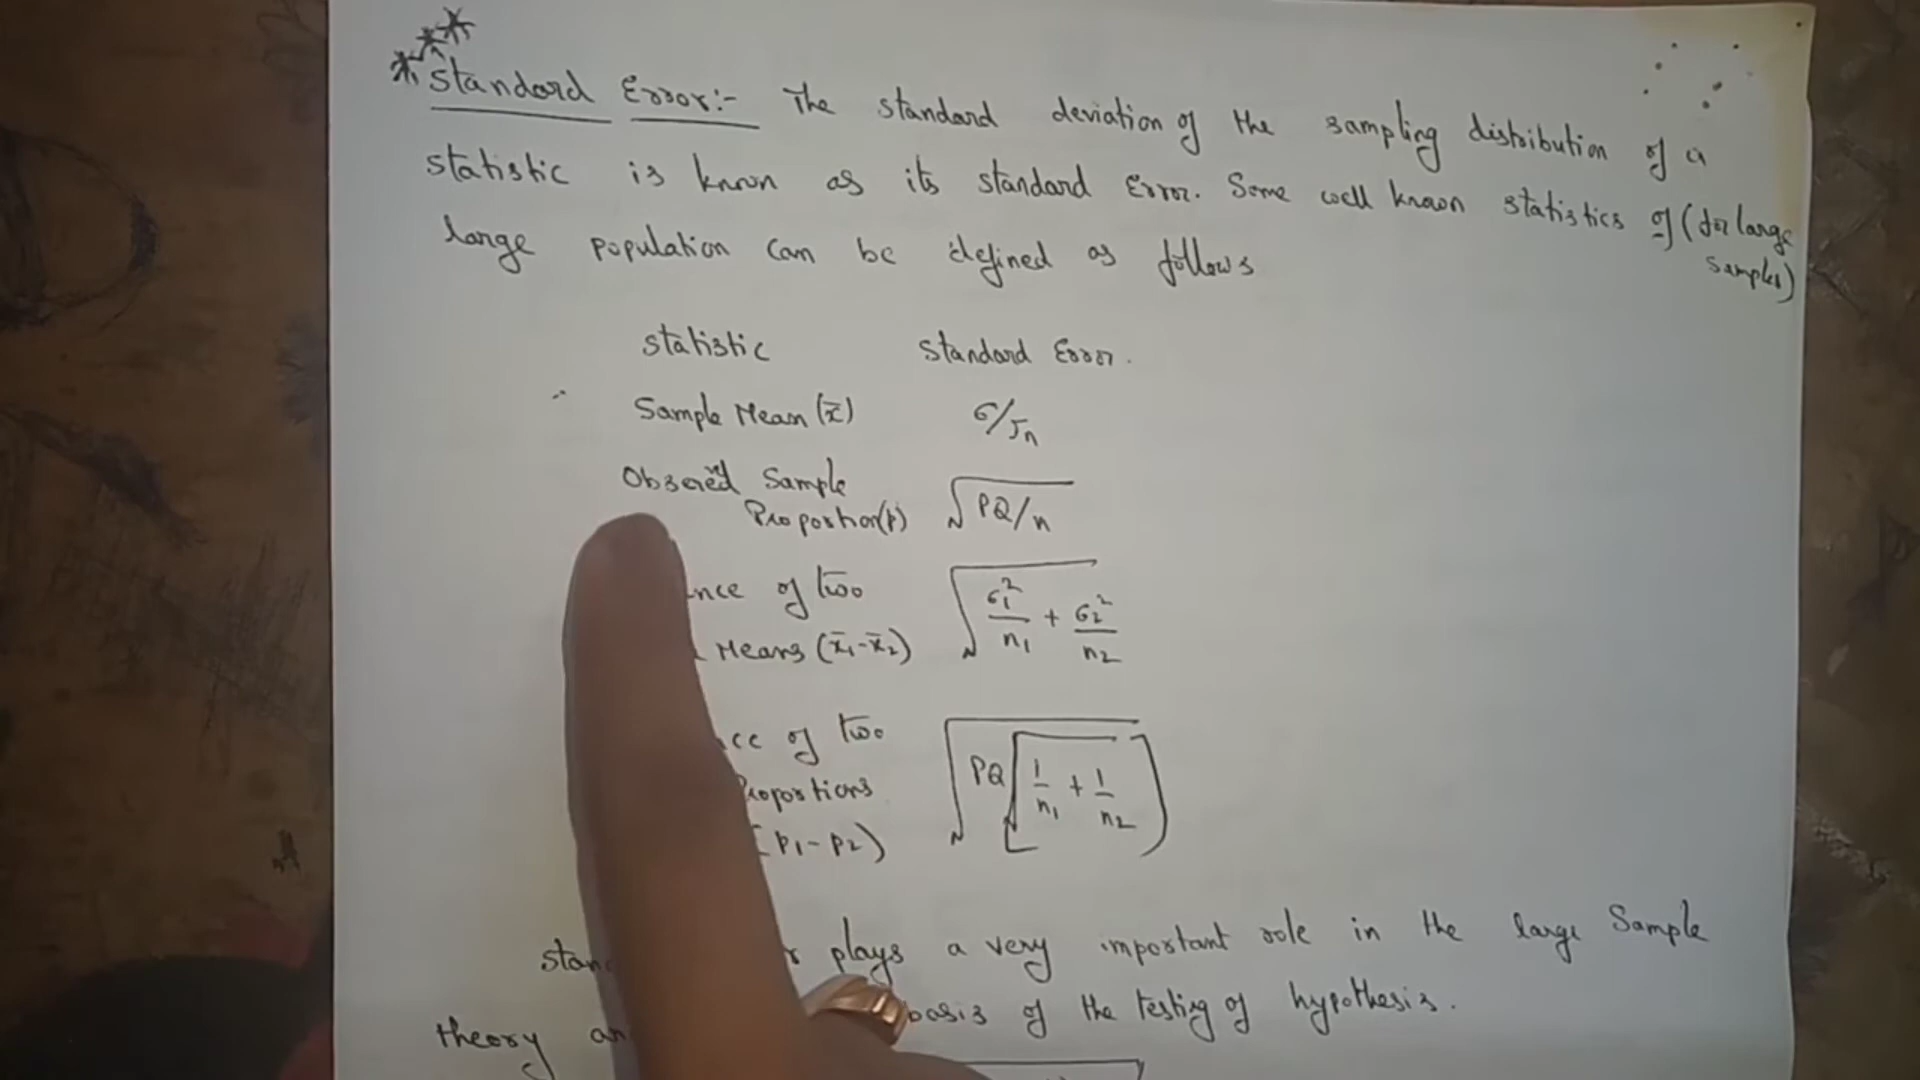 Standard Error:- The standard deviation of the sampling distribution of a
statistic is known as its standard Error. Some well known statistics of (for large
samples)
large population can be defined as follows
statistic standard Error.
Sample Mean (x̄) σ/√n
Observed Sample
Proportion(p) √PQ/n
of two
Means (x̄₁-x̄₂) √σ₁²/n₁ + σ₂²/n₂
of two
Proportions √PQ[1/n₁ + 1/n₂]
(p₁-p₂)
plays a very important role in the large Sample
theory basis of the testing of hypothesis.